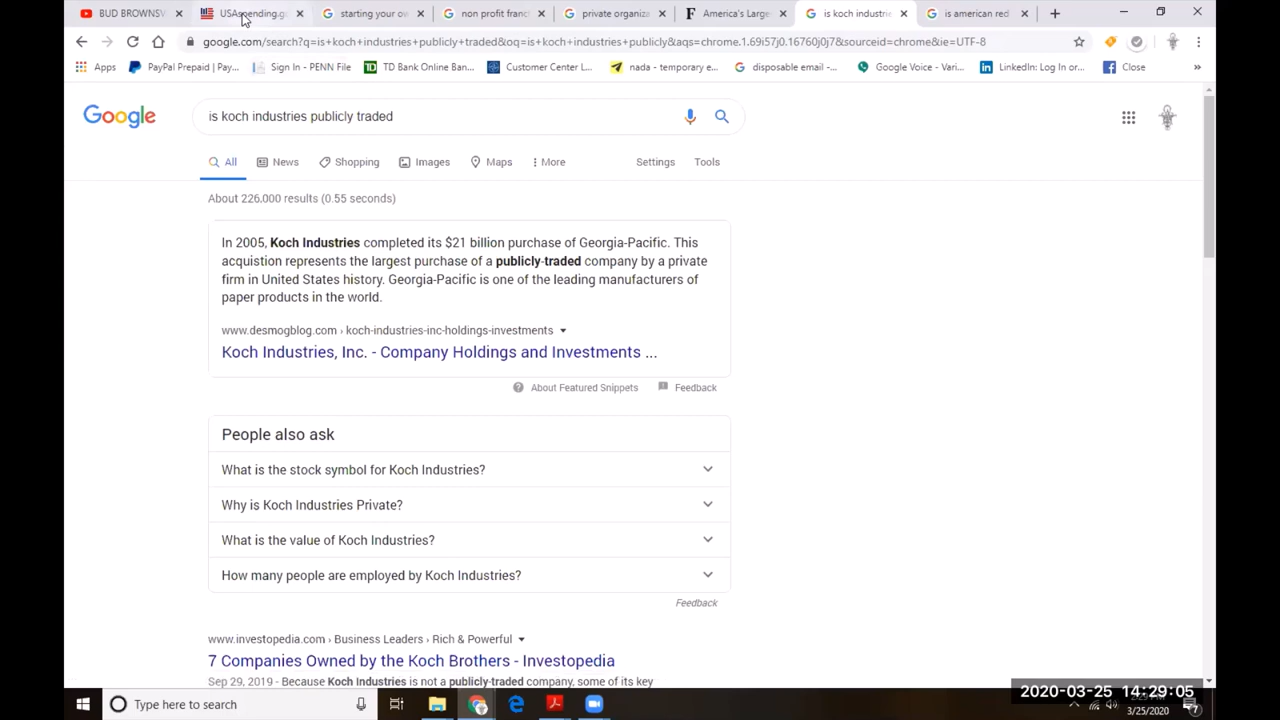 BUD BROWNSV
USAspending.go
starting your ow
non profit franc
private organiza
America's Large
is koch industrie
is american red
google.com/search?q=is+koch+industries+publicly+traded&oq=is+koch+industries+publicly&aqs=chrome.1.69i57j0.16760j0j7&sourceid=chrome&ie=UTF-8
Apps
PayPal Prepaid | Pay...
Sign In - PENN File
TD Bank Online Ban...
Customer Center L...
nada - temporary e...
disposable email -...
Google Voice - Vari...
LinkedIn: Log In or...
Close
»
Google
is koch industries publicly traded
All
News
Shopping
Images
Maps
More
Settings
Tools
About 226,000 results (0.55 seconds)
In 2005, Koch Industries completed its $21 billion purchase of Georgia-Pacific. This
acquistion represents the largest purchase of a publicly-traded company by a private
firm in United States history. Georgia-Pacific is one of the leading manufacturers of
paper products in the world.
www.desmogblog.com › koch-industries-inc-holdings-investments
Koch Industries, Inc. - Company Holdings and Investments ...
About Featured Snippets
Feedback
People also ask
What is the stock symbol for Koch Industries?
Why is Koch Industries Private?
What is the value of Koch Industries?
How many people are employed by Koch Industries?
Feedback
www.investopedia.com › Business Leaders › Rich & Powerful
7 Companies Owned by the Koch Brothers - Investopedia
Sep 29, 2019 - Because Koch Industries is not a publicly-traded company, some of its key
Type here to search
2020-03-25 14:29:05
3/25/2020